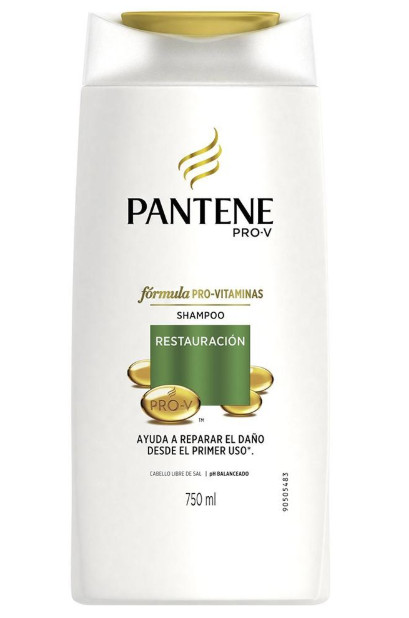 PANTENE
PRO-V
fórmula PRO-VITAMINAS
SHAMPOO
RESTAURACIÓN
PRO-V
TM
AYUDA A REPARAR EL DAÑO
DESDE EL PRIMER USO*.
CABELLO LIBRE DE SAL | pH BALANCEADO
750 ml
90505483